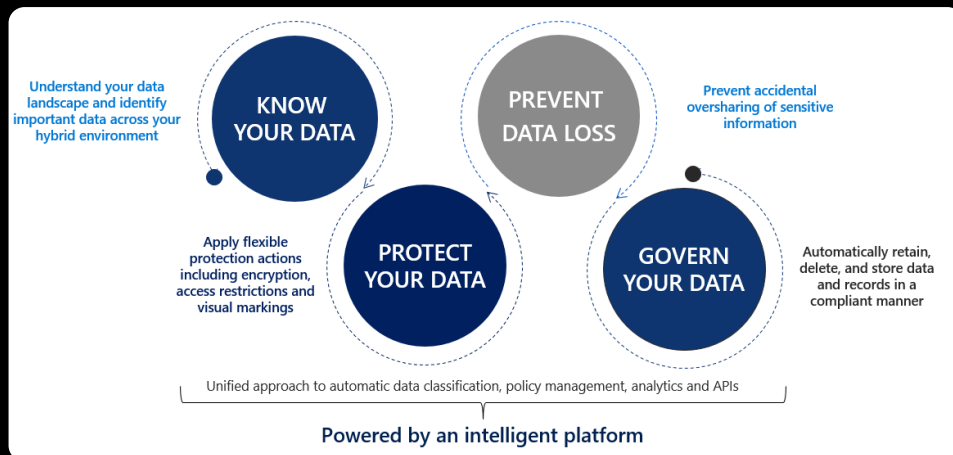 Understand your data
landscape and identify
important data across your
hybrid environment
KNOW
YOUR DATA
Apply flexible
protection actions
including encryption,
access restrictions and
visual markings
PROTECT
YOUR DATA
PREVENT
DATA LOSS
Prevent accidental
oversharing of sensitive
information
GOVERN
YOUR DATA
Automatically retain,
delete, and store data
and records in a
compliant manner
Unified approach to automatic data classification, policy management, analytics and APIs
Powered by an intelligent platform